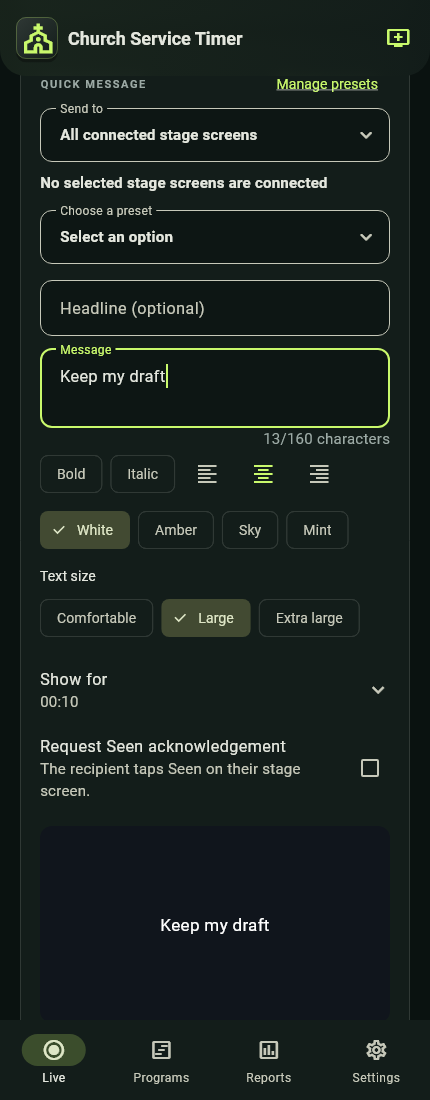 Church Service Timer
QUICK MESSAGE
Manage presets
Send to
All connected stage screens
No selected stage screens are connected
Choose a preset
Select an option
Headline (optional)
Message
Keep my draft
13/160 characters
Bold
Italic
White
Amber
Sky
Mint
Text size
Comfortable
Large
Extra large
Show for
00:10
Request Seen acknowledgement
The recipient taps Seen on their stage
screen.
Keep my draft
Live
Programs
Reports
Settings